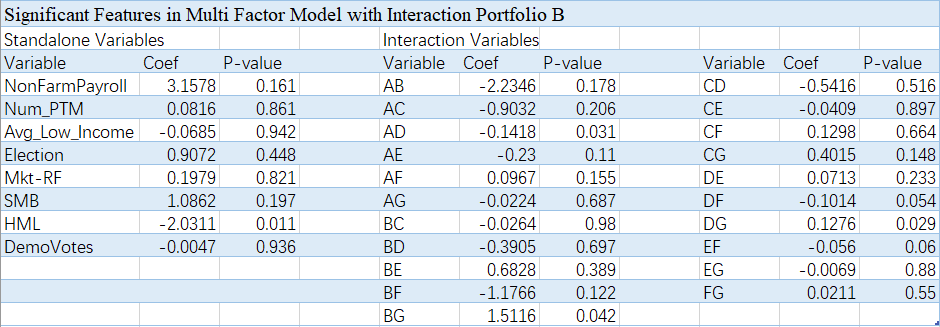 Significant Features in Multi Factor Model with Interaction Portfolio B
Standalone Variables Interaction Variables
Variable Coef P-value Variable Coef P-value Variable Coef P-value
NonFarmPayroll 3.1578 0.161 AB -2.2346 0.178 CD -0.5416 0.516
Num_PTM 0.0816 0.861 AC -0.9032 0.206 CE -0.0409 0.897
Avg_Low_Income -0.0685 0.942 AD -0.1418 0.031 CF 0.1298 0.664
Election 0.9072 0.448 AE -0.23 0.11 CG 0.4015 0.148
Mkt-RF 0.1979 0.821 AF 0.0967 0.155 DE 0.0713 0.233
SMB 1.0862 0.197 AG -0.0224 0.687 DF -0.1014 0.054
HML -2.0311 0.011 BC -0.0264 0.98 DG 0.1276 0.029
DemoVotes -0.0047 0.936 BD -0.3905 0.697 EF -0.056 0.06
BE 0.6828 0.389 EG -0.0069 0.88
BF -1.1766 0.122 FG 0.0211 0.55
BG 1.5116 0.042